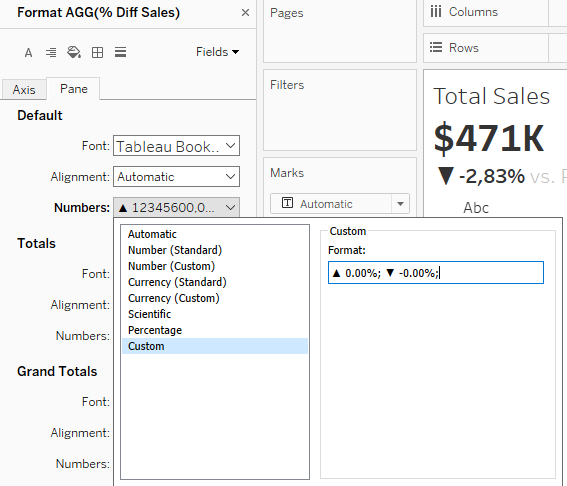 Format AGG(% Diff Sales) ×
Fields
Axis Pane
Default
Font: Tableau Book..
Alignment: Automatic
Numbers: ▲ 12345600,0...
Totals
Font:
Alignment:
Numbers:
Grand Totals
Font:
Alignment:
Numbers:
Automatic
Number (Standard)
Number (Custom)
Currency (Standard)
Currency (Custom)
Scientific
Percentage
Custom
Custom
Format:
▲ 0.00%; ▼ -0.00%;
Pages
Filters
Marks
Automatic
Columns
Rows
Total Sales
$471K
▼ -2,83% vs.
Abc